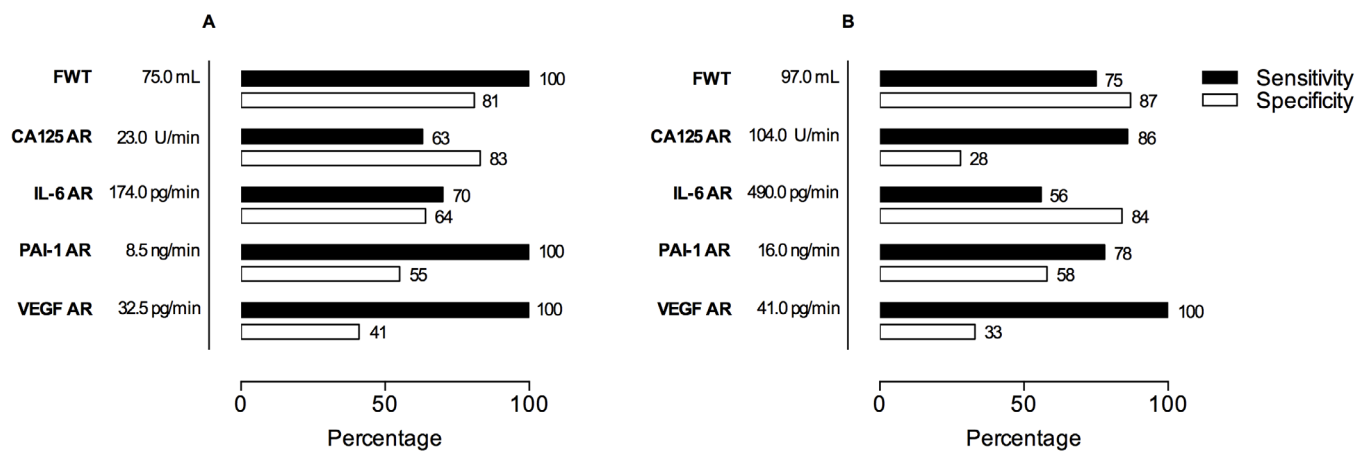 A
FWT 75.0 mL 100
81
CA125 AR 23.0 U/min 63
83
IL-6 AR 174.0 pg/min 70
64
PAI-1 AR 8.5 ng/min 100
55
VEGF AR 32.5 pg/min 100
41
0 50 100
Percentage
B
FWT 97.0 mL 75
87
CA125 AR 104.0 U/min 86
28
IL-6 AR 490.0 pg/min 56
84
PAI-1 AR 16.0 ng/min 78
58
VEGF AR 41.0 pg/min 100
33
0 50 100
Percentage
Sensitivity
Specificity